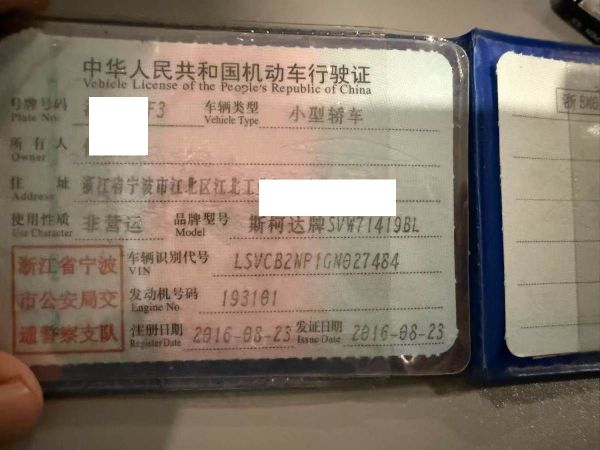 中华人民共和国机动车行驶证
Vehicle License of the People's Republic of China
号牌号码 F3 车辆类型 小型轿车
Plate No. Vehicle Type
所有人
Owner
住址 浙江省宁波市江北区江北工
Address
使用性质 非营运 品牌型号 斯柯达牌SVW71419BL
Use Character Model
浙江省宁波 车辆识别代号 LSVCB2NP1GN027484
VIN
市公安局交 发动机号码 193101
Engine No.
通警察支队 注册日期 2016-08-23 发证日期 2016-08-23
Register Date Issue Date
浙